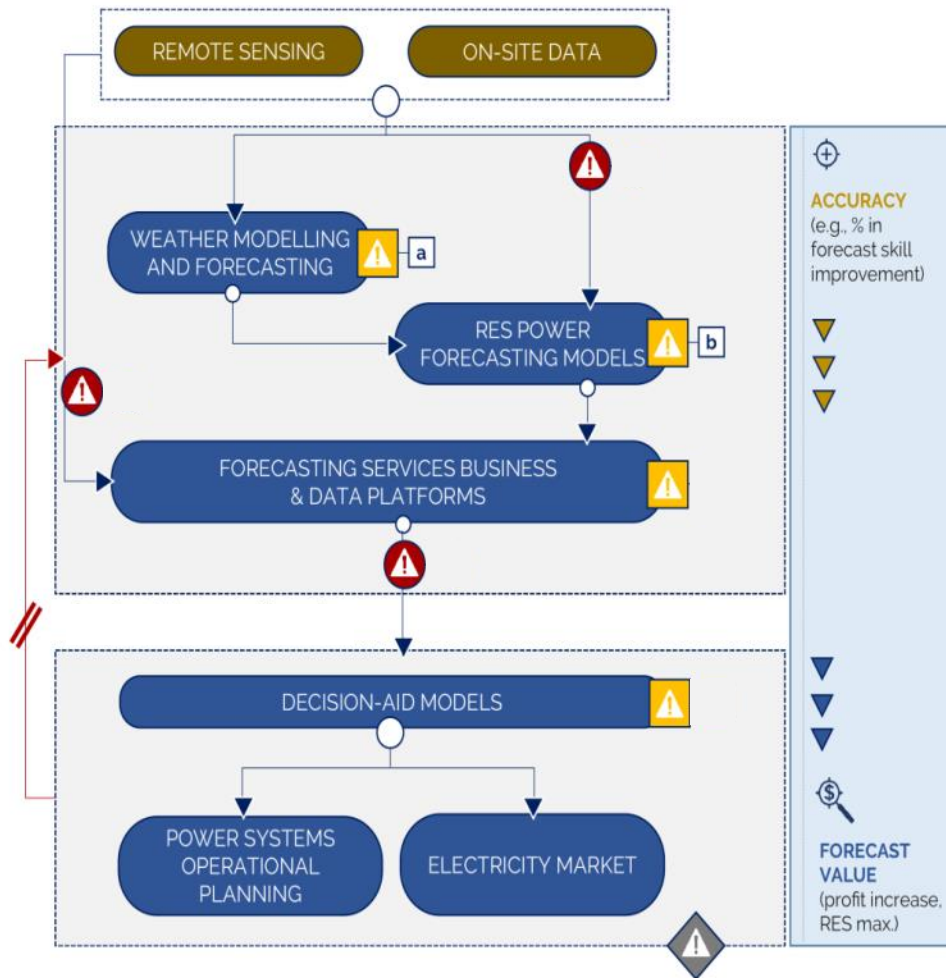 REMOTE SENSING
ON-SITE DATA
WEATHER MODELLING
AND FORECASTING
a
RES POWER
FORECASTING MODELS
b
FORECASTING SERVICES BUSINESS
& DATA PLATFORMS
DECISION-AID MODELS
POWER SYSTEMS
OPERATIONAL
PLANNING
ELECTRICITY MARKET
ACCURACY
(e.g., % in
forecast skill
improvement)
$
FORECAST
VALUE
(profit increase,
RES max.)